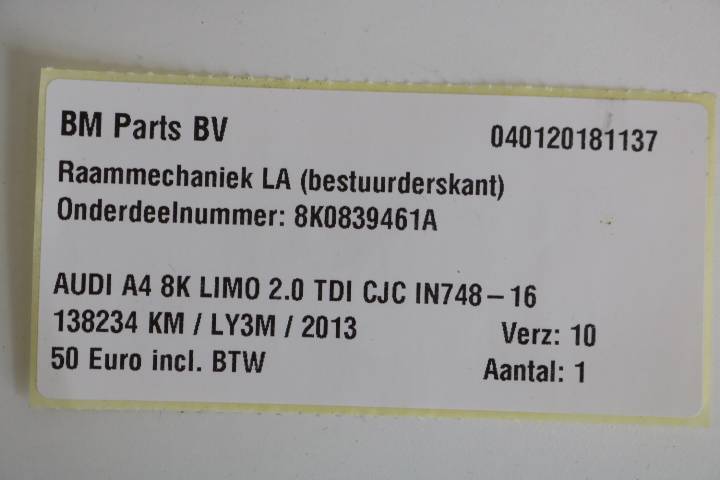 BM Parts BV 040120181137
Raammechaniek LA (bestuurderskant)
Onderdeelnummer: 8K0839461A
AUDI A4 8K LIMO 2.0 TDI CJC IN748-16
138234 KM / LY3M / 2013 Verz: 10
50 Euro incl. BTW Aantal: 1